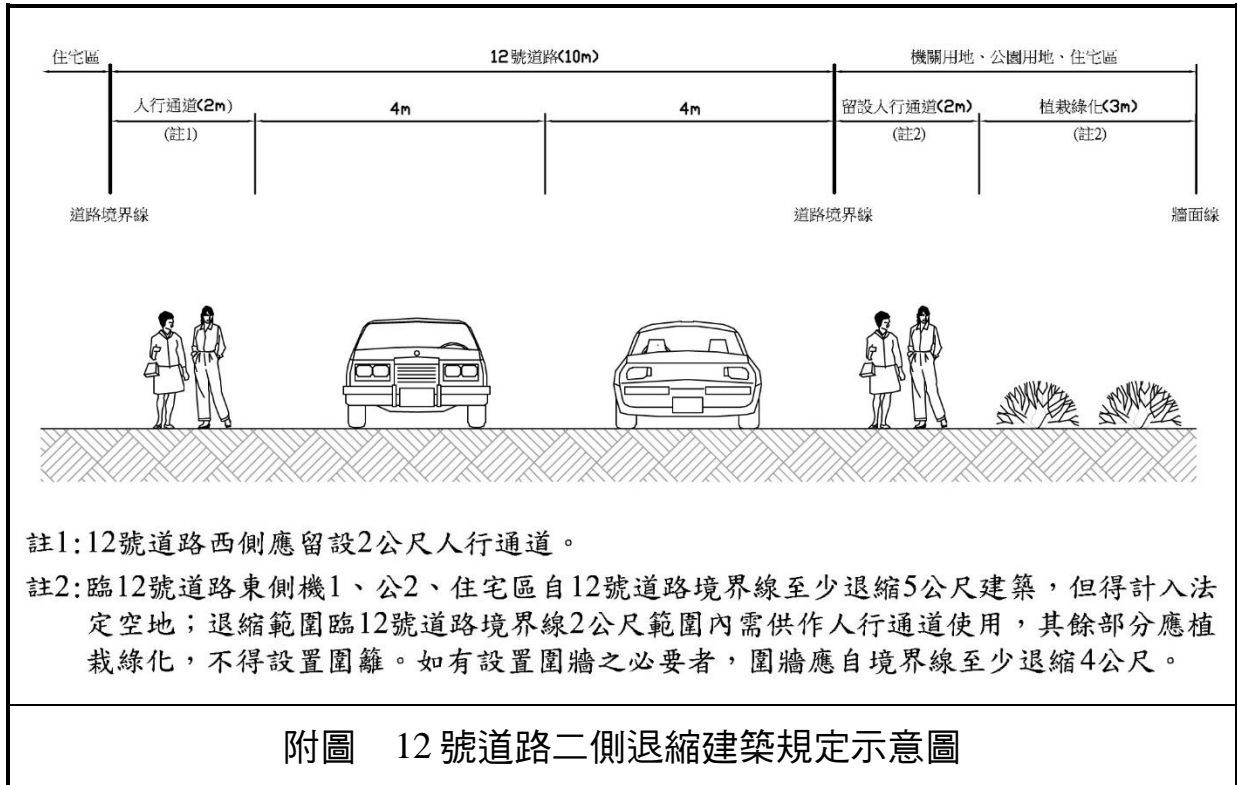 住宅區
12號道路(10m)
機關用地、公園用地、住宅區
人行通道(2m)
4m
4m
留設人行通道(2m)
植栽綠化(3m)
(註1)
(註2)
(註2)
道路境界線
道路境界線
牆面線
註1:12號道路西側應留設2公尺人行通道。
註2:臨12號道路東側機1、公2、住宅區自12號道路境界線至少退縮5公尺建築，但得計入法
定空地；退縮範圍臨12號道路境界線2公尺範圍內需供作人行通道使用，其餘部分應植
栽綠化，不得設置圍籬。如有設置圍牆之必要者，圍牆應自境界線至少退縮4公尺。
附圖　12 號道路二側退縮建築規定示意圖